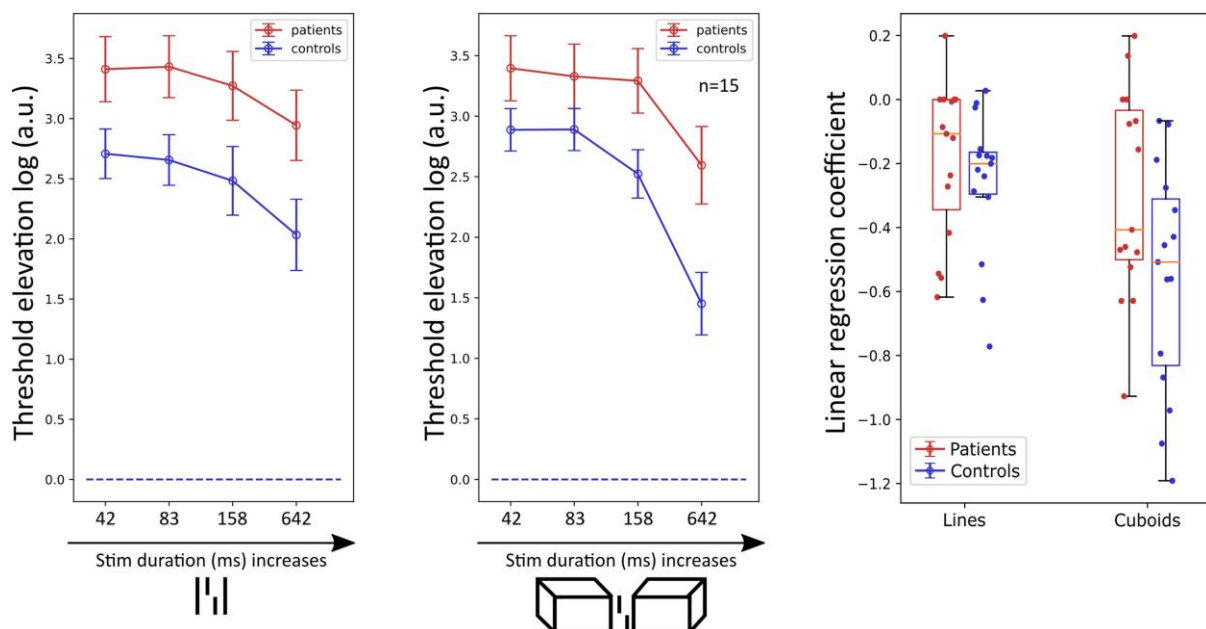 Threshold elevation log (a.u.)
3.5
3.0
2.5
2.0
1.5
1.0
0.5
0.0
patients
controls
42 83 158 642
Stim duration (ms) increases
Threshold elevation log (a.u.)
3.5
3.0
2.5
2.0
1.5
1.0
0.5
0.0
patients
controls
n=15
42 83 158 642
Stim duration (ms) increases
Linear regression coefficient
0.2
0.0
−0.2
−0.4
−0.6
−0.8
−1.0
−1.2
Patients
Controls
Lines Cuboids